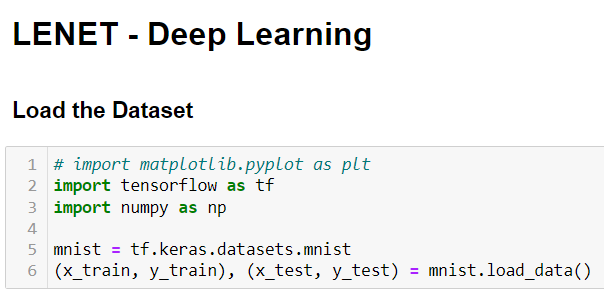 LENET - Deep Learning
Load the Dataset
1 # import matplotlib.pyplot as plt
2 import tensorflow as tf
3 import numpy as np
4
5 mnist = tf.keras.datasets.mnist
6 (x_train, y_train), (x_test, y_test) = mnist.load_data()